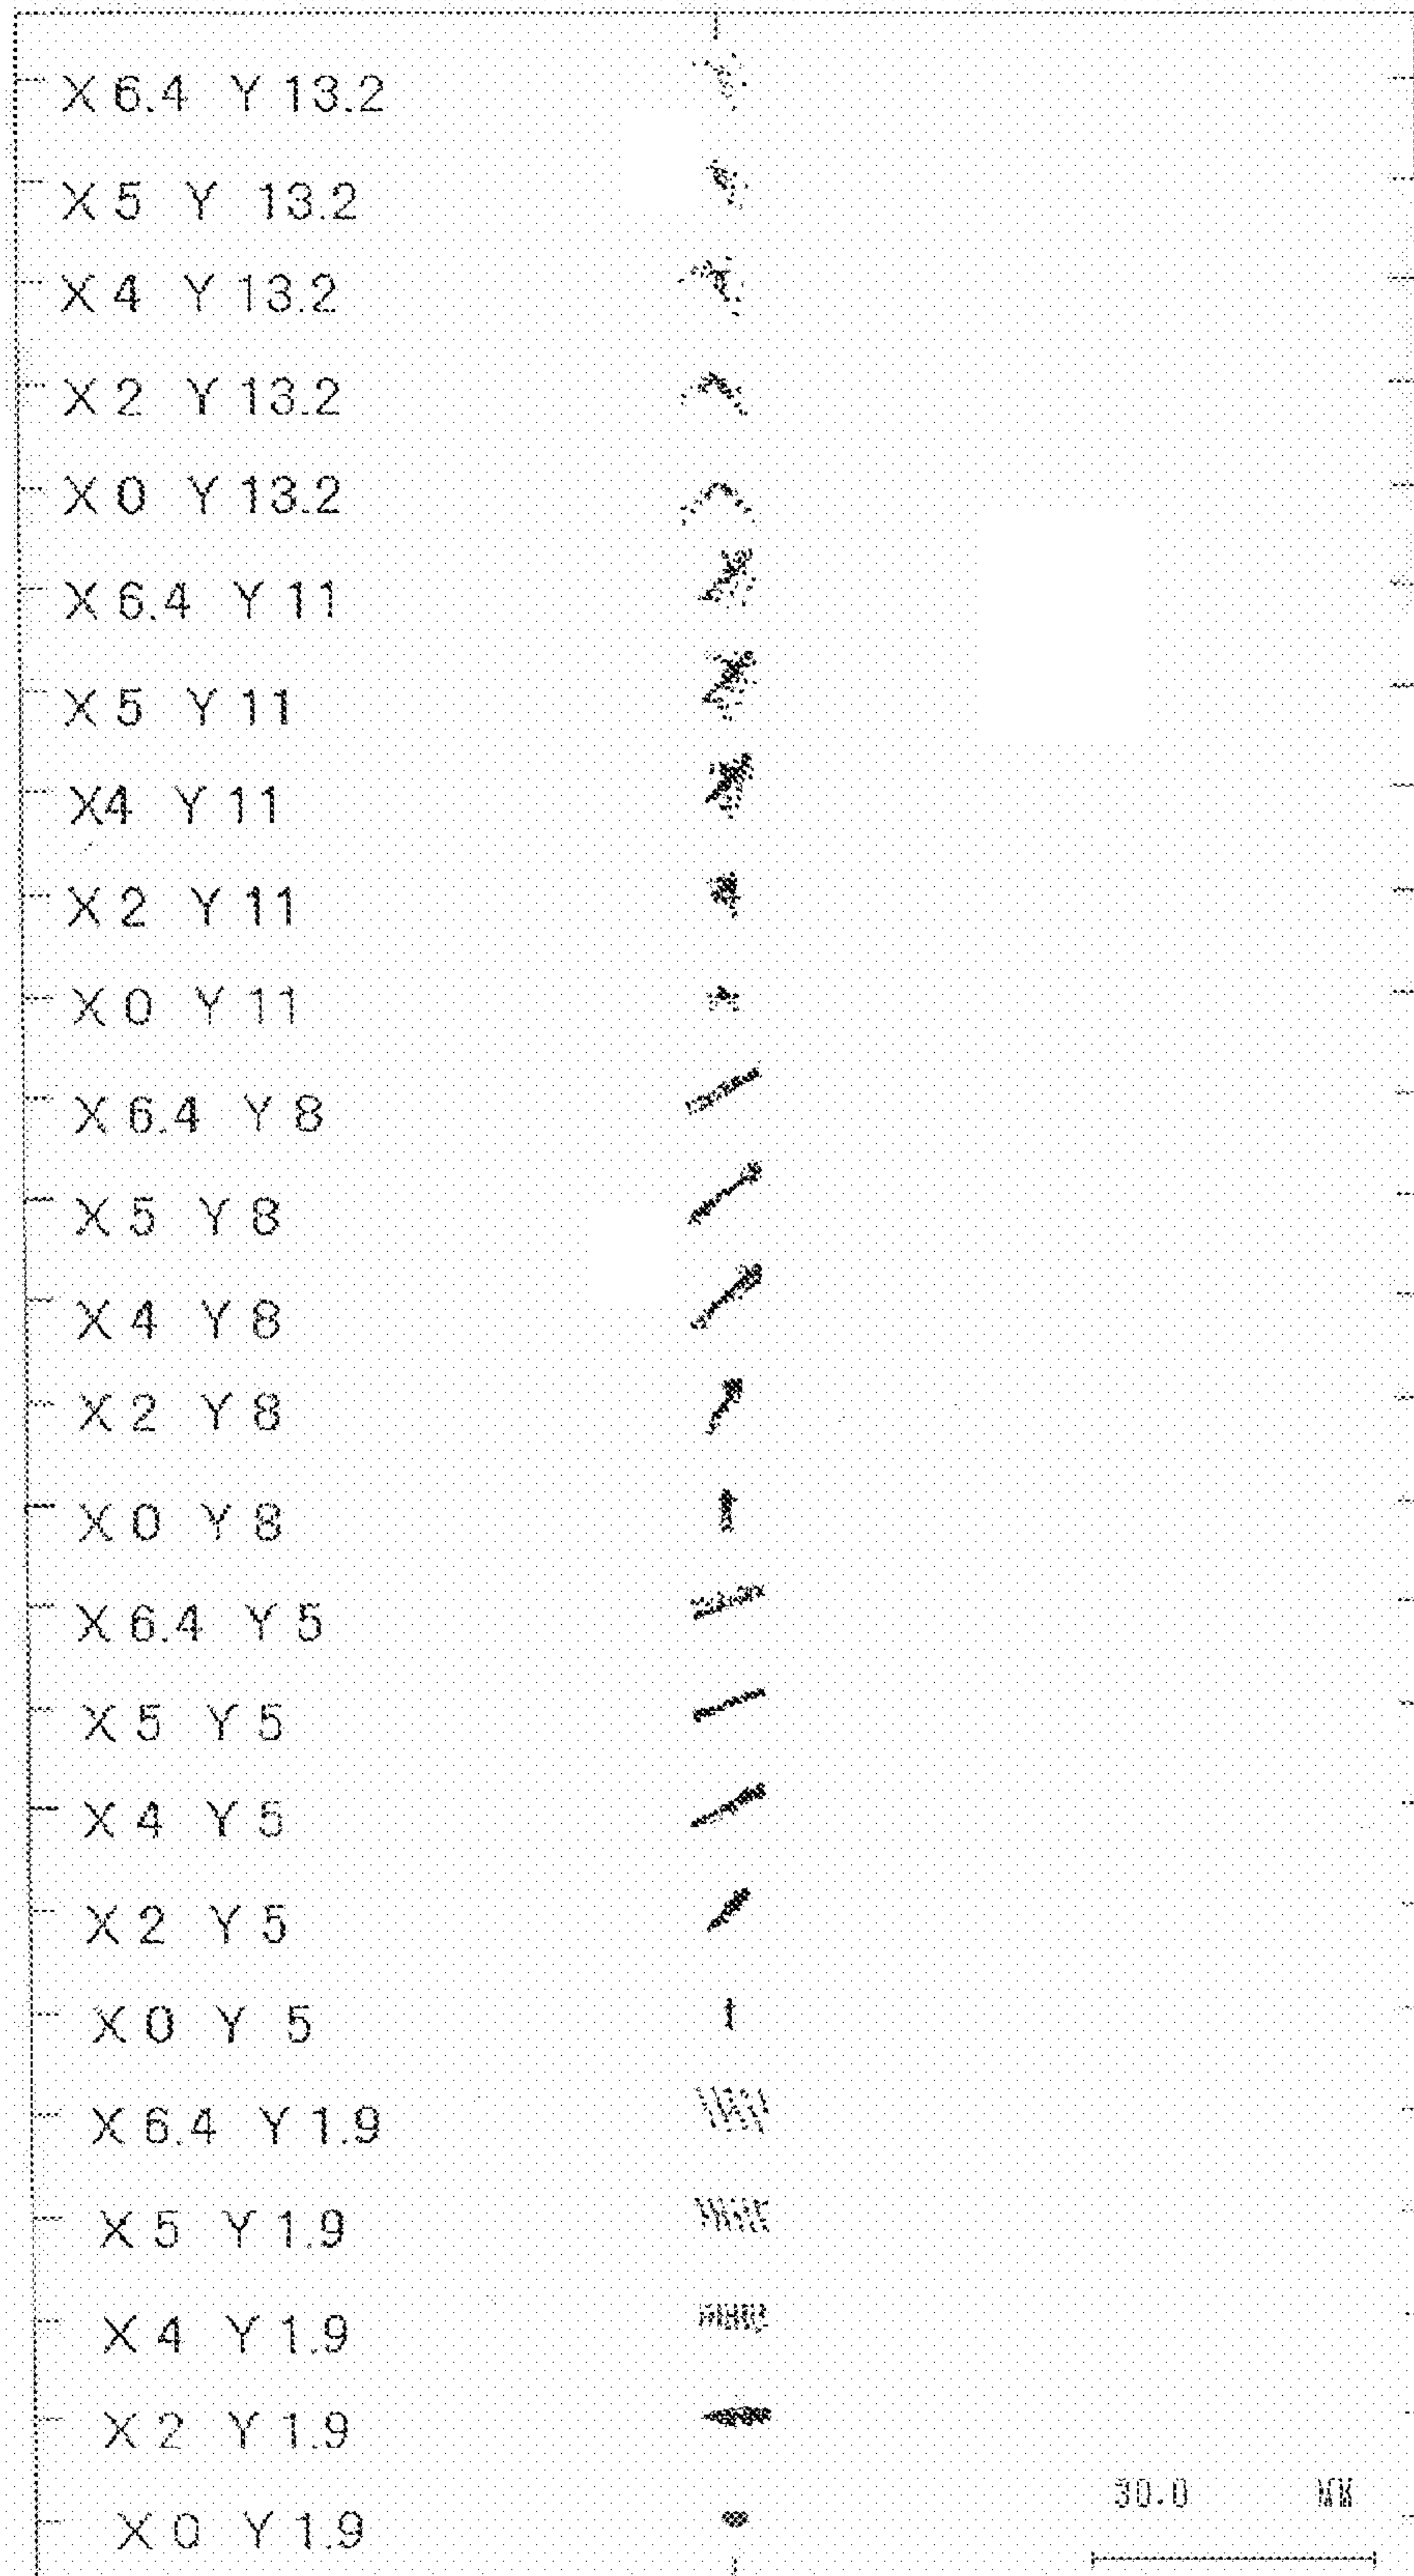 X 6.4 Y 13.2
X 5 Y 13.2
X 4 Y 13.2
X 2 Y 13.2
X 0 Y 13.2
X 6.4 Y 11
X 5 Y 11
X4 Y 11
X 2 Y 11
X 0 Y 11
X 6.4 Y 8
X 5 Y 8
X 4 Y 8
X 2 Y 8
X 0 Y 8
X 6.4 Y 5
X 5 Y 5
X 4 Y 5
X 2 Y 5
X 0 Y 5
X 6.4 Y 1.9
X 5 Y 1.9
X 4 Y 1.9
X 2 Y 1.9
30.0 MM
X 0 Y 1.9